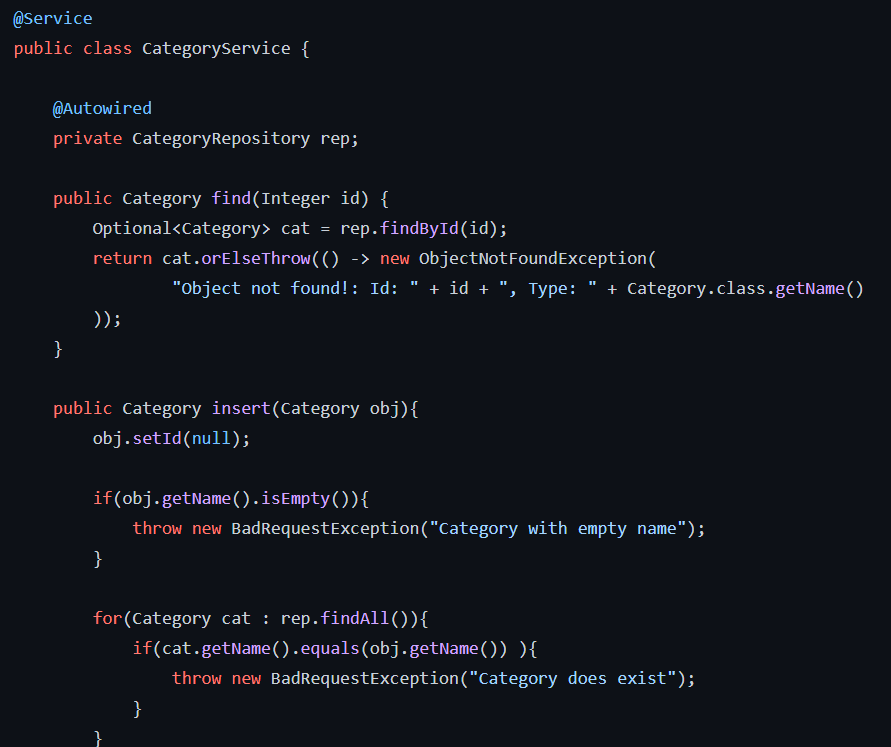 @Service
public class CategoryService {
@Autowired
private CategoryRepository rep;
public Category find(Integer id) {
Optional<Category> cat = rep.findById(id);
return cat.orElseThrow(() -> new ObjectNotFoundException(
"Object not found!: Id: " + id + ", Type: " + Category.class.getName()
));
}
public Category insert(Category obj){
obj.setId(null);
if(obj.getName().isEmpty()){
throw new BadRequestException("Category with empty name");
}
for(Category cat : rep.findAll()){
if(cat.getName().equals(obj.getName()) ){
throw new BadRequestException("Category does exist");
}
}